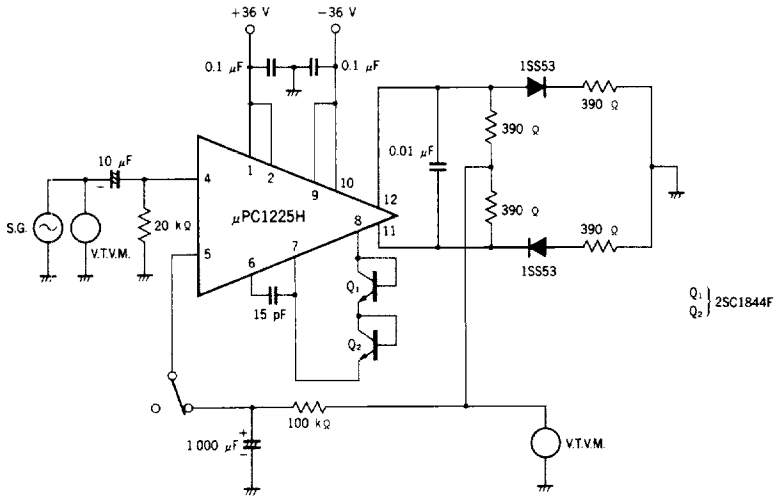 +36 V
−36 V
0.1 μF
0.1 μF
1SS53
390 Ω
390 Ω
10 μF
−
1
2
9
10
0.01 μF
4
12
S.G.
V.T.V.M.
20 kΩ
μPC1225H
390 Ω
390 Ω
11
8
5
6
7
1SS53
Q₁
15 pF
Q₂
Q₁
Q₂
2SC1844F
100 kΩ
+
1 000 μF
−
V.T.V.M.